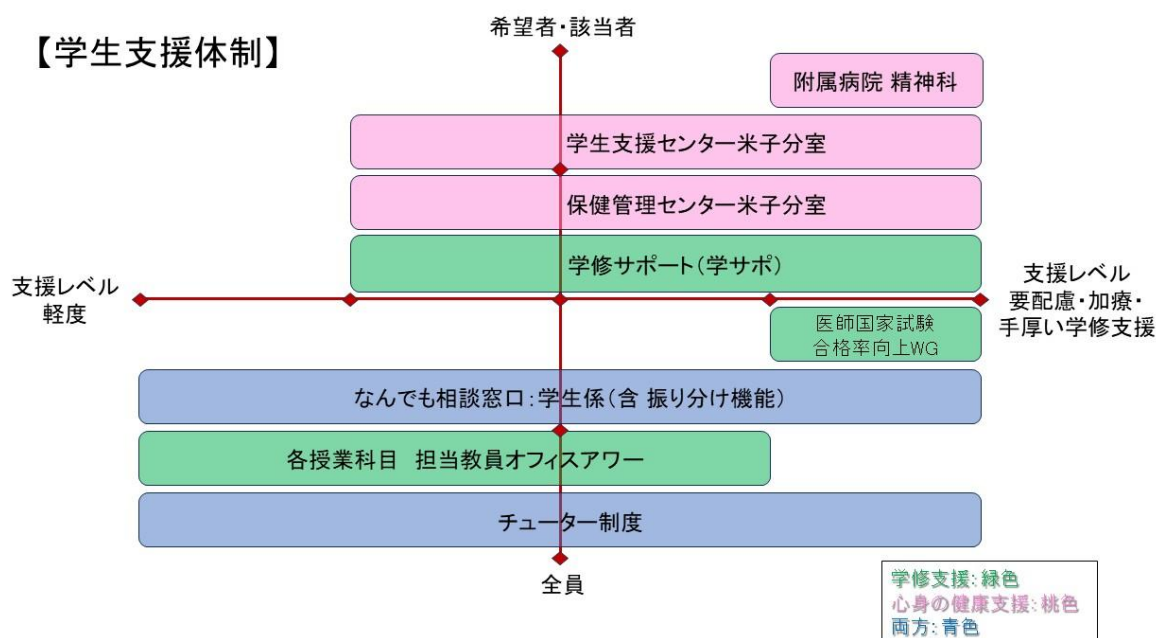 【学生支援体制】
希望者・該当者
附属病院 精神科
学生支援センター米子分室
保健管理センター米子分室
学修サポート(学サポ)
支援レベル
軽度
支援レベル
要配慮・加療・
手厚い学修支援
医師国家試験
合格率向上WG
なんでも相談窓口:学生係(含 振り分け機能)
各授業科目 担当教員オフィスアワー
チューター制度
全員
学修支援:緑色
心身の健康支援:桃色
両方:青色